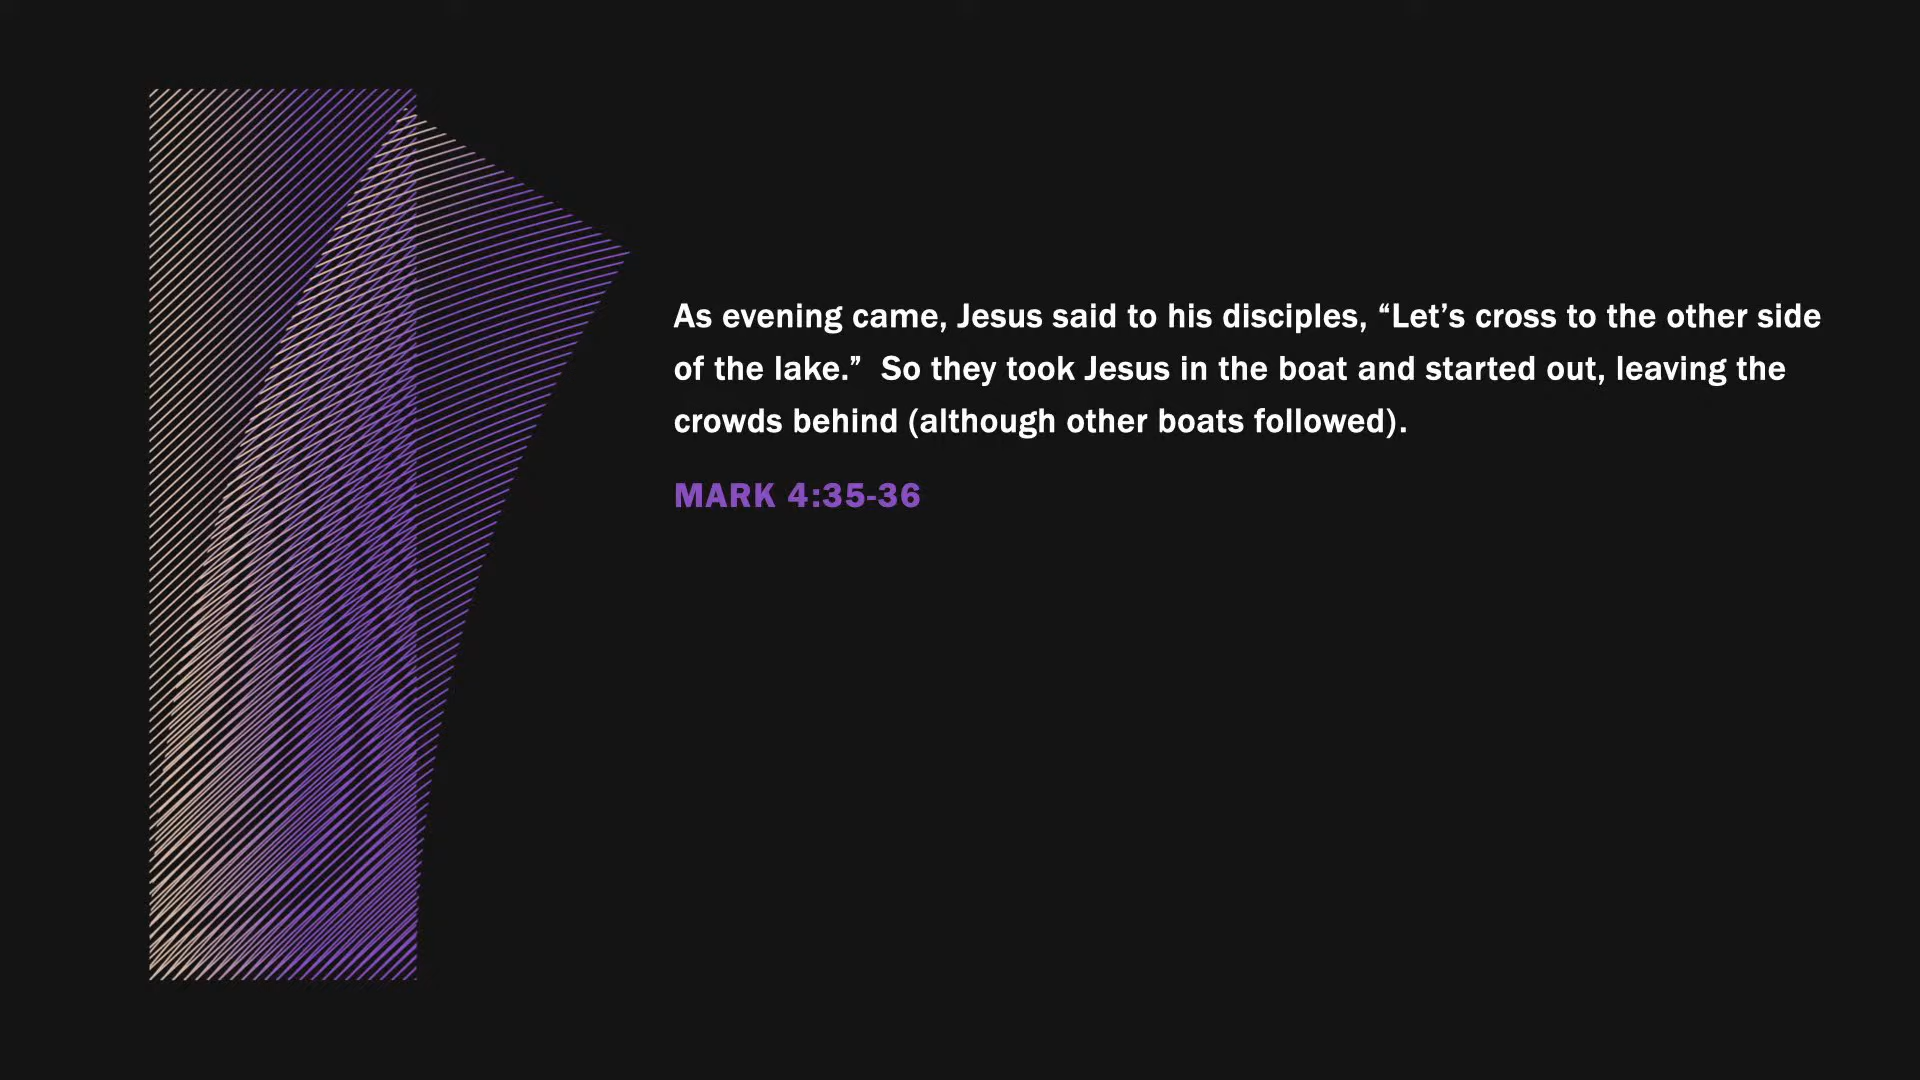 As evening came, Jesus said to his disciples, “Let’s cross to the other side
of the lake.”  So they took Jesus in the boat and started out, leaving the
crowds behind (although other boats followed).
MARK 4:35-36